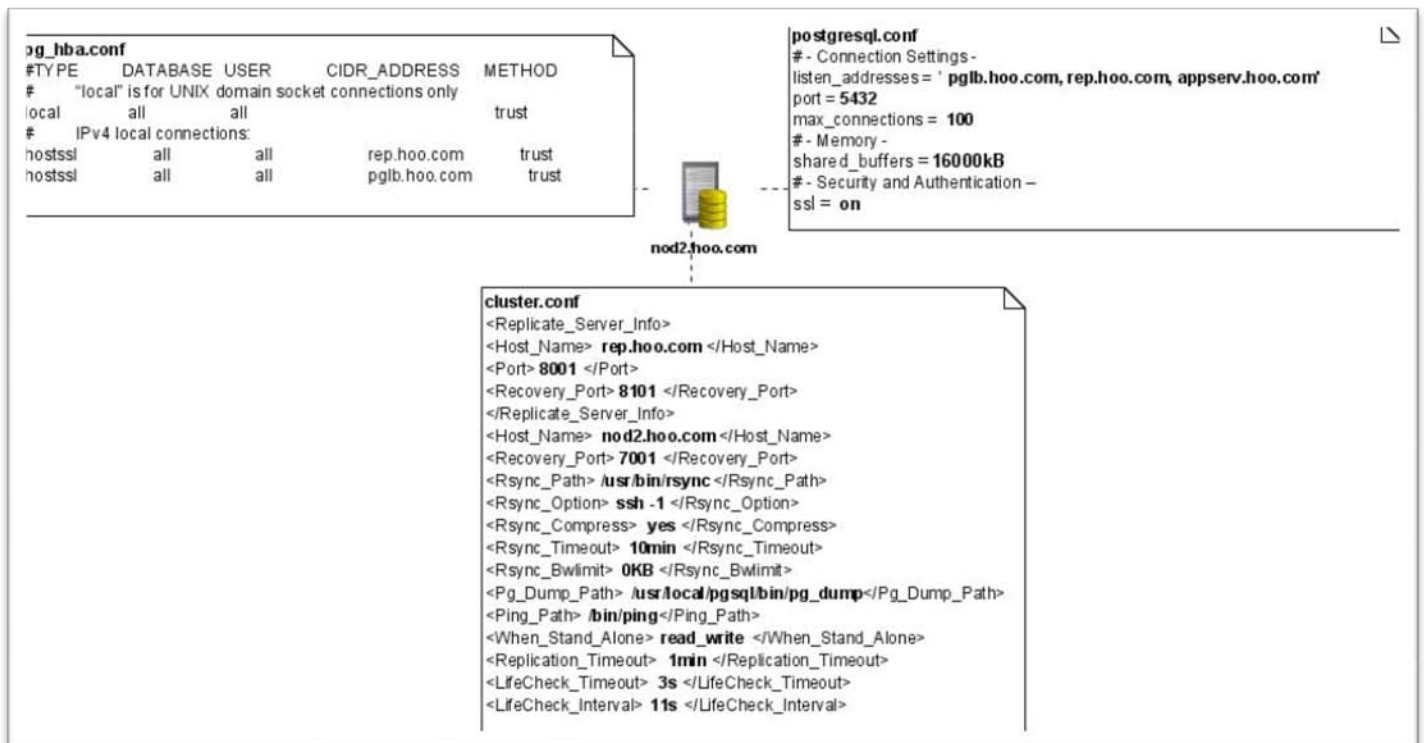 pg_hba.conf
#TYPE DATABASE USER CIDR_ADDRESS METHOD
# "local" is for UNIX domain socket connections only
local all all trust
# IPv4 local connections:
hostssl all all rep.hoo.com trust
hostssl all all pglb.hoo.com trust
postgresql.conf
# - Connection Settings -
listen_addresses = ' pglb.hoo.com, rep.hoo.com, appserv.hoo.com'
port = 5432
max_connections = 100
# - Memory -
shared_buffers = 16000kB
# - Security and Authentication –
ssl = on
nod2.hoo.com
cluster.conf
<Replicate_Server_Info>
<Host_Name> rep.hoo.com </Host_Name>
<Port> 8001 </Port>
<Recovery_Port> 8101 </Recovery_Port>
</Replicate_Server_Info>
<Host_Name> nod2.hoo.com </Host_Name>
<Recovery_Port> 7001 </Recovery_Port>
<Rsync_Path> /usr/bin/rsync </Rsync_Path>
<Rsync_Option> ssh -1 </Rsync_Option>
<Rsync_Compress> yes </Rsync_Compress>
<Rsync_Timeout> 10min </Rsync_Timeout>
<Rsync_Bwlimit> 0KB </Rsync_Bwlimit>
<Pg_Dump_Path> /usr/local/pgsql/bin/pg_dump</Pg_Dump_Path>
<Ping_Path> /bin/ping</Ping_Path>
<When_Stand_Alone> read_write </When_Stand_Alone>
<Replication_Timeout> 1min </Replication_Timeout>
<LifeCheck_Timeout> 3s </LifeCheck_Timeout>
<LifeCheck_Interval> 11s </LifeCheck_Interval>